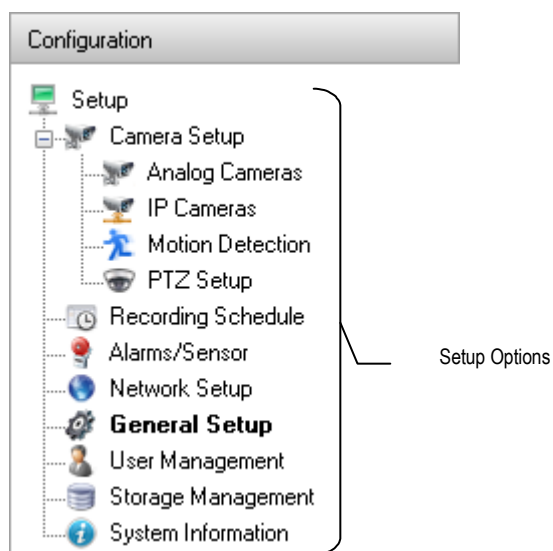 Configuration
Setup
Camera Setup
Analog Cameras
IP Cameras
Motion Detection
PTZ Setup
Recording Schedule
Alarms/Sensor
Setup Options
Network Setup
General Setup
User Management
Storage Management
System Information